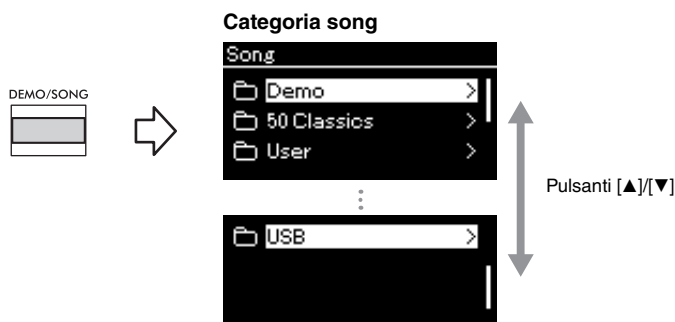 Categoria song
Song
DEMO/SONG
Demo >
50 Classics >
User >
Pulsanti [▲]/[▼]
USB >